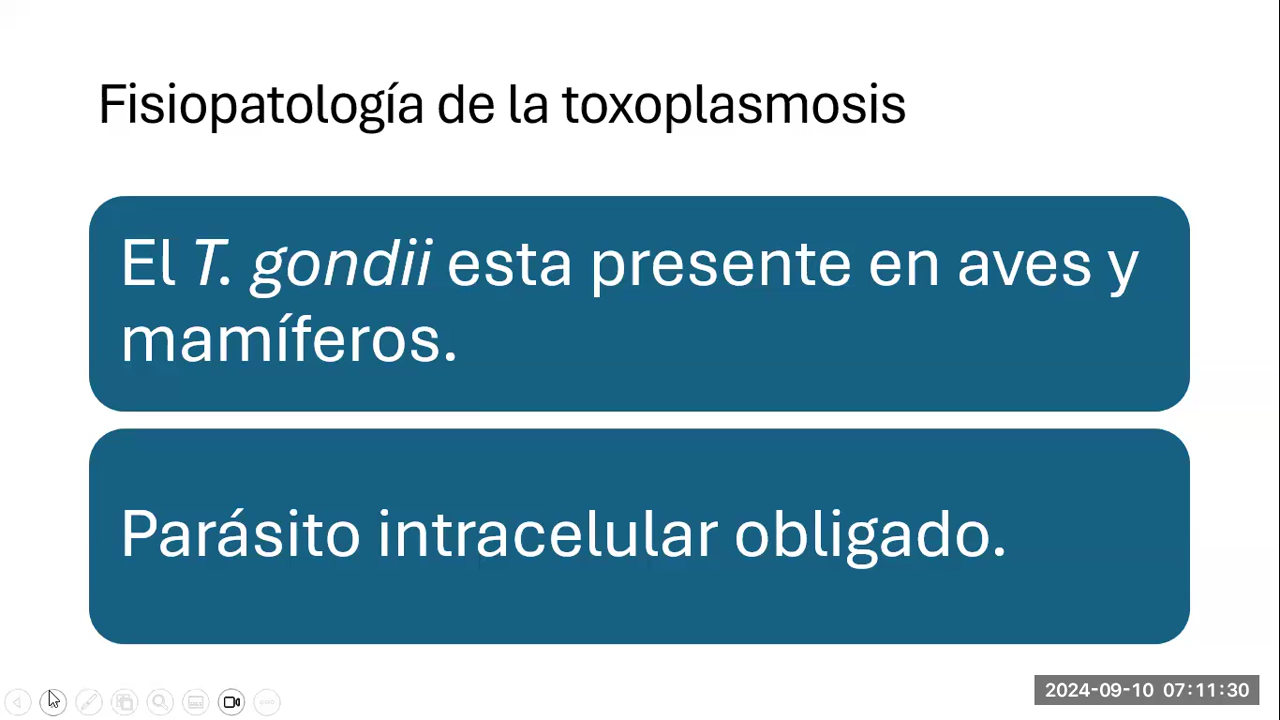 Fisiopatología de la toxoplasmosis
El T. gondii esta presente en aves y
mamíferos.
Parásito intracelular obligado.
2024-09-10 07:11:30